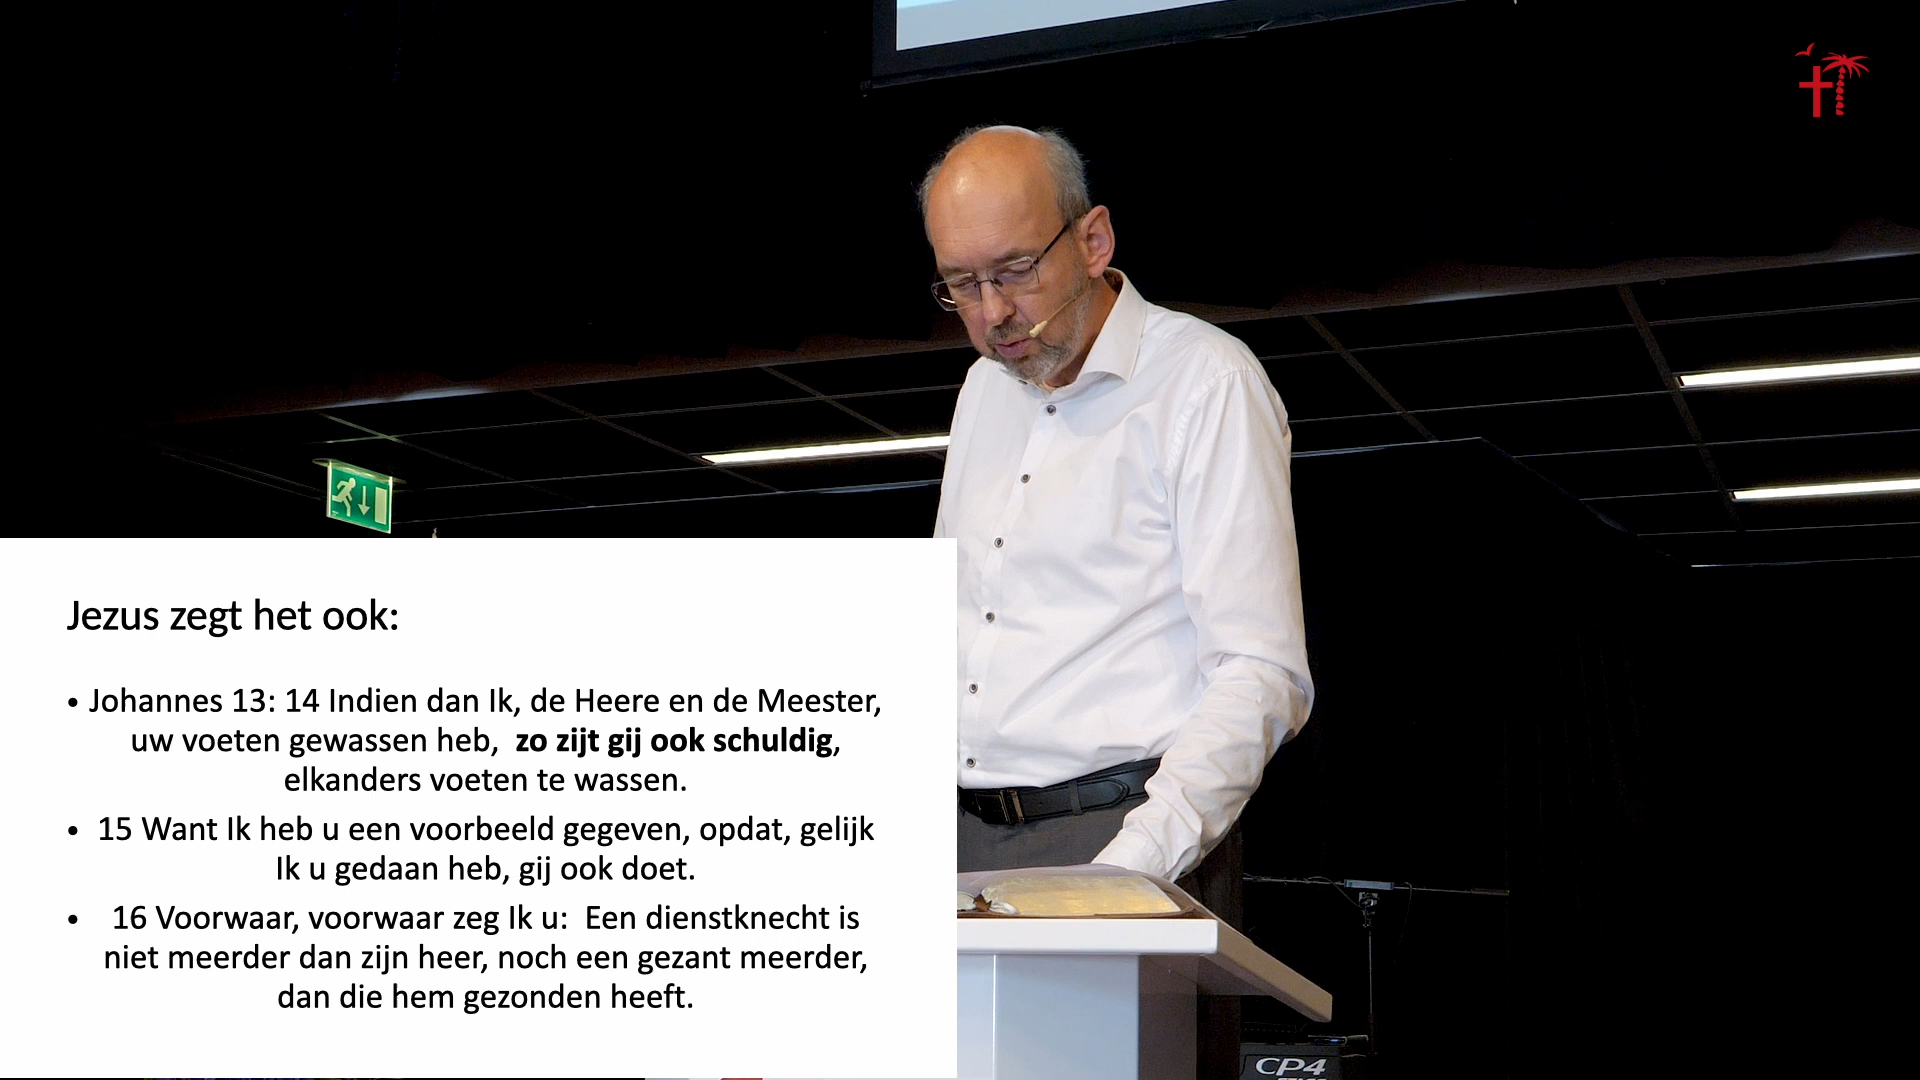 Jezus zegt het ook:
• Johannes 13: 14 Indien dan Ik, de Heere en de Meester,
uw voeten gewassen heb,  zo zijt gij ook schuldig,
elkanders voeten te wassen.
• 15 Want Ik heb u een voorbeeld gegeven, opdat, gelijk
Ik u gedaan heb, gij ook doet.
• 16 Voorwaar, voorwaar zeg Ik u:  Een dienstknecht is
niet meerder dan zijn heer, noch een gezant meerder,
dan die hem gezonden heeft.
CP4